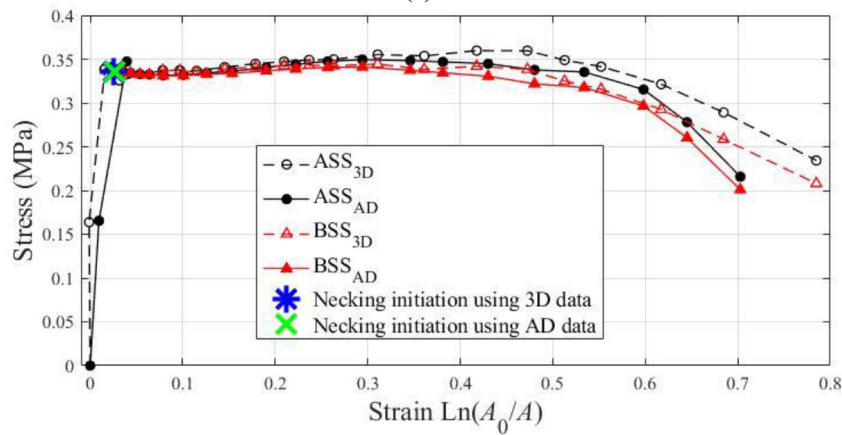 0.4
0.35
0.3
0.25
0.2
0.15
0.1
0.05
0
Stress (MPa)
ASS3D
ASSAD
BSS3D
BSSAD
Necking initiation using 3D data
Necking initiation using AD data
0 0.1 0.2 0.3 0.4 0.5 0.6 0.7 0.8
Strain Ln(A0/A)